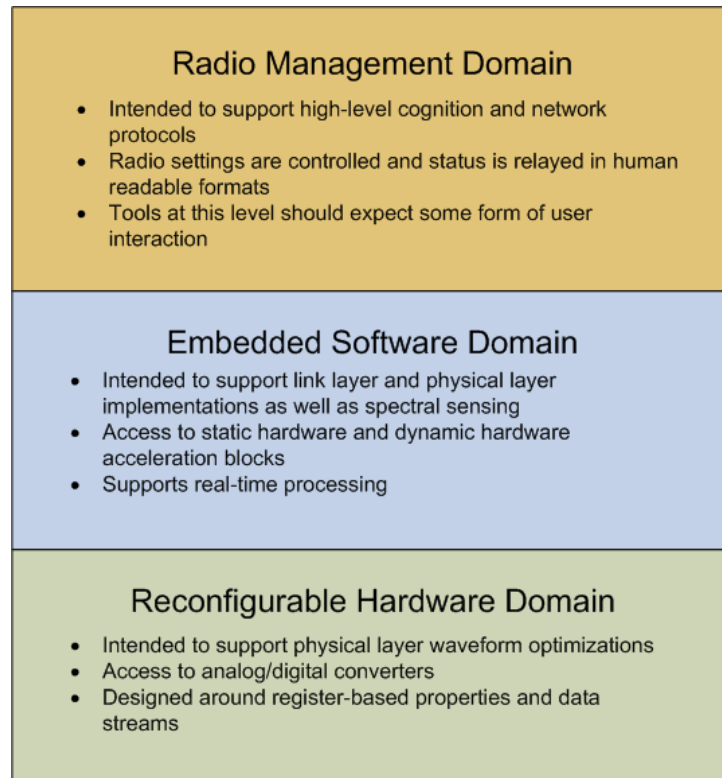 Radio Management Domain
• Intended to support high-level cognition and network
protocols
• Radio settings are controlled and status is relayed in human
readable formats
• Tools at this level should expect some form of user
interaction
Embedded Software Domain
• Intended to support link layer and physical layer
implementations as well as spectral sensing
• Access to static hardware and dynamic hardware
acceleration blocks
• Supports real-time processing
Reconfigurable Hardware Domain
• Intended to support physical layer waveform optimizations
• Access to analog/digital converters
• Designed around register-based properties and data
streams